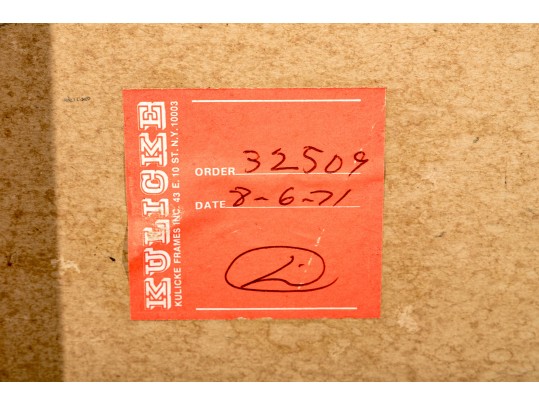 KULICKE
KULICKE FRAMES INC. 43 E. 10 ST. N.Y. 10003
ORDER 32509
DATE 8-6-71